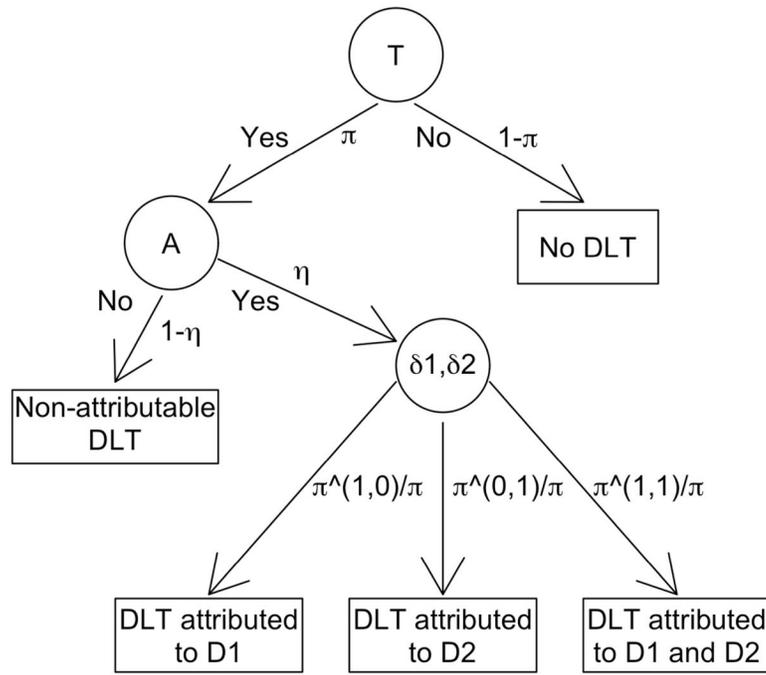 T
Yes
π
No
1-π
A
No DLT
η
No
Yes
1-η
δ1,δ2
Non-attributable
DLT
π^(1,0)/π
π^(0,1)/π
π^(1,1)/π
DLT attributed
to D1
DLT attributed
to D2
DLT attributed
to D1 and D2